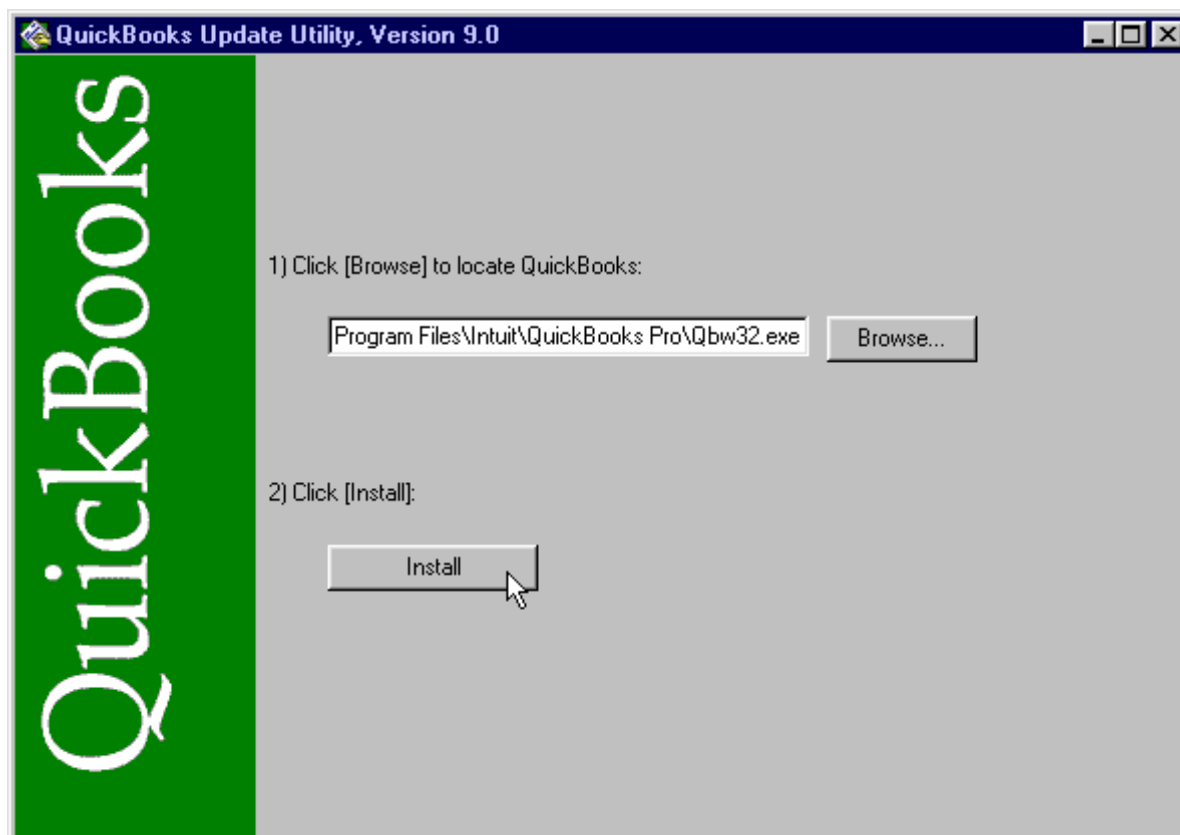 QuickBooks Update Utility, Version 9.0
QuickBooks
1) Click [Browse] to locate QuickBooks:
Program Files\Intuit\QuickBooks Pro\Qbw32.exe
Browse...
2) Click [Install]:
Install